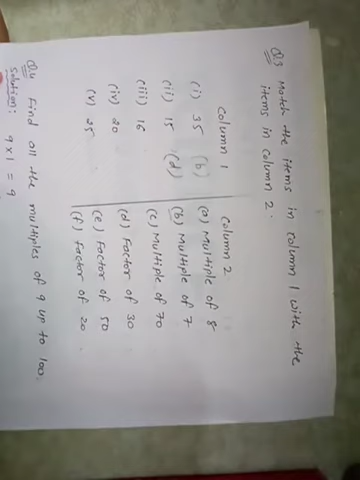 Q.3 Match the items in column 1 with the
items in column 2.
Column 1 Column 2
(i) 35 (b) (a) Multiple of 8
(ii) 15 (d) (b) Multiple of 7
(iii) 16 (c) Multiple of 70
(iv) 20 (d) Factor of 30
(v) 25 (e) Factor of 50
(f) Factor of 20
Q.4 Find all the multiples of 9 up to 100.
Solution: 9 x 1 = 9